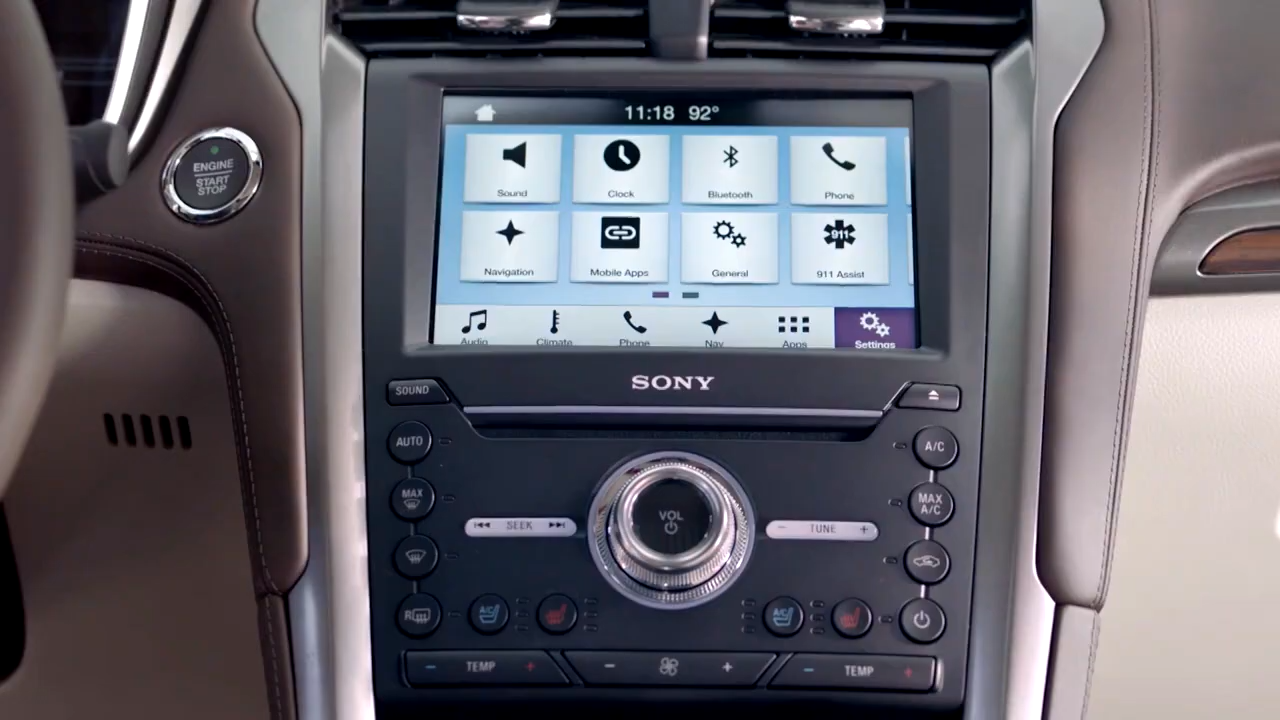 11:18 92°
ENGINE
START
STOP
Sound Clock Bluetooth Phone
911
Navigation Mobile Apps General 911 Assist
Audio Climate Phone Nav Apps Settings
SONY
SOUND
AUTO A/C
MAX
MAX
A/C
VOL
SEEK
- TUNE +
R
A/C
A/C
- TEMP +
- +
- TEMP +